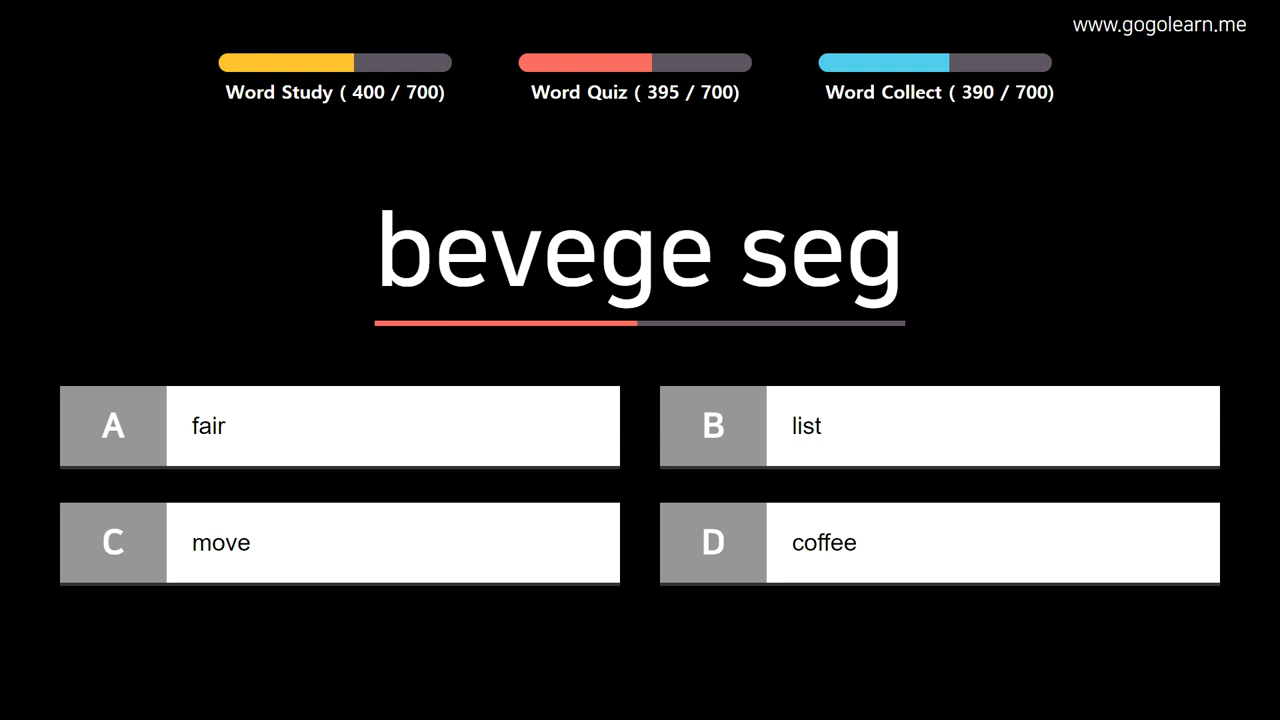 www.gogolearn.me
Word Study ( 400 / 700)
Word Quiz ( 395 / 700)
Word Collect ( 390 / 700)
bevege seg
A
fair
B
list
C
move
D
coffee